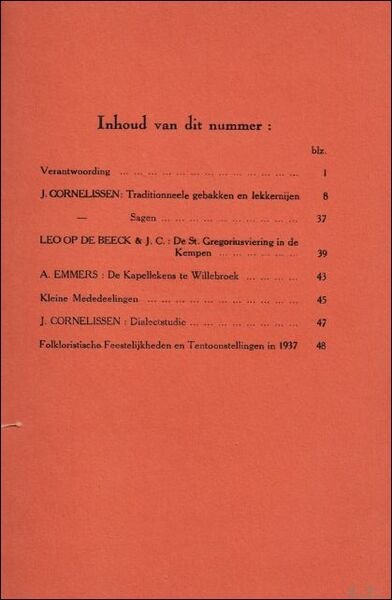 Inhoud van dit nummer :
blz.
Verantwoording ... ... ... ... ... ... ... ... ... ... ... 1
J. CORNELISSEN: Traditionneele gebakken en lekkernijen 8
— Sagen ... ... ... ... ... ... ... ... ... 37
LEO OP DE BEECK & J. C. : De St. Gregoriusviering in de
Kempen ... ... ... ... ... ... 39
A. EMMERS : De Kapellekens te Willebroek ... ... ... ... 43
Kleine Mededeelingen ... ... ... ... ... ... ... ... ... 45
J. CORNELISSEN : Dialectstudie ... ... ... ... ... ... ... 47
Folkloristische Feestelijkheden en Tentoonstellingen in 1937 48